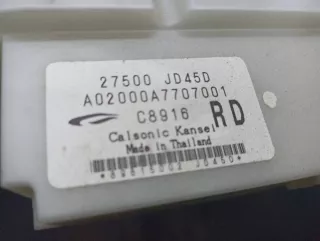 27500 JD45D
A02000A7707001
C8916
RD
Calsonic Kansei
Made in Thailand